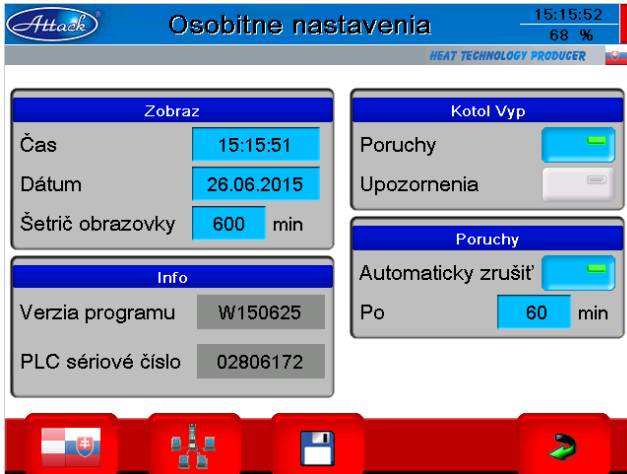 Attack
Osobitne nastavenia
15:15:52
68 %
HEAT TECHNOLOGY PRODUCER
Zobraz
Čas 15:15:51
Dátum 26.06.2015
Šetrič obrazovky 600 min
Info
Verzia programu W150625
PLC sériové číslo 02806172
Kotol Vyp
Poruchy
Upozornenia
Poruchy
Automaticky zrušiť
Po 60 min